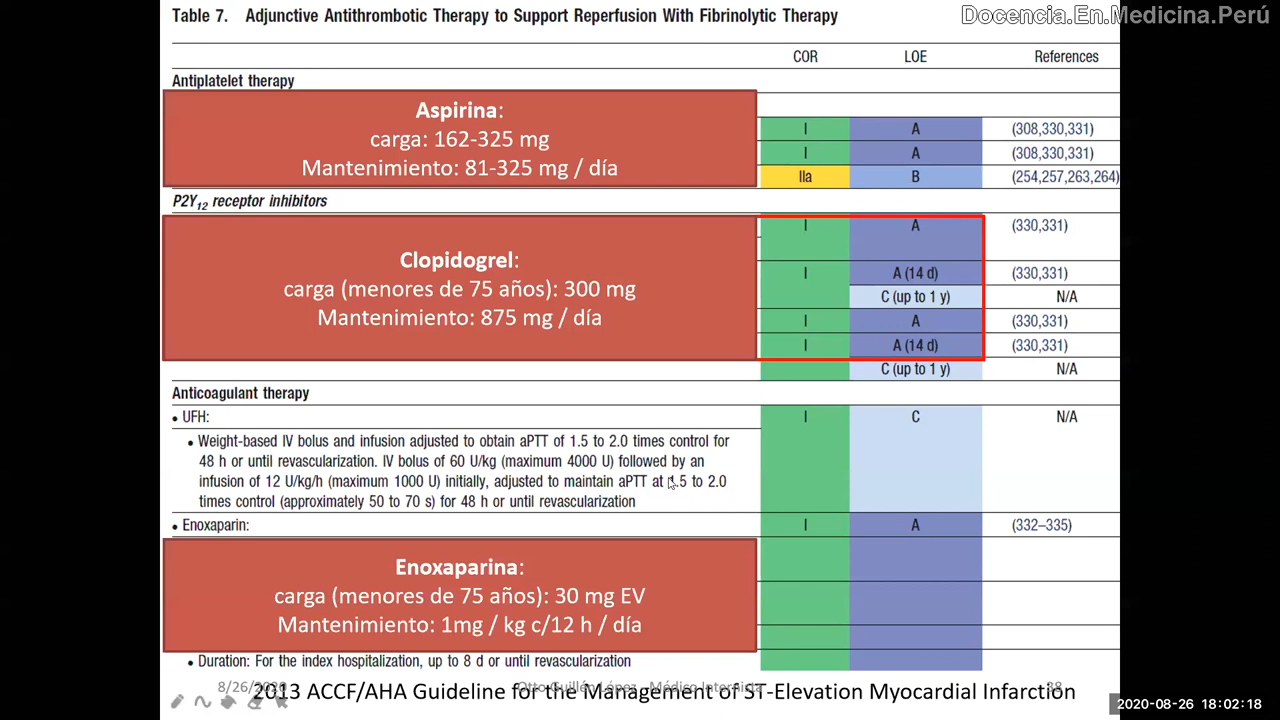 Table 7. Adjunctive Antithrombotic Therapy to Support Reperfusion With Fibrinolytic Therapy
Docencia.En.Medicina.Perú
COR LOE References
Antiplatelet therapy
Aspirina:
carga: 162-325 mg
Mantenimiento: 81-325 mg / día
I A (308,330,331)
I A (308,330,331)
IIa B (254,257,263,264)
P2Y12 receptor inhibitors
Clopidogrel:
carga (menores de 75 años): 300 mg
Mantenimiento: 875 mg / día
I A (330,331)
I A (14 d) (330,331)
C (up to 1 y) N/A
I A (330,331)
I A (14 d) (330,331)
C (up to 1 y) N/A
Anticoagulant therapy
• UFH: I C N/A
• Weight-based IV bolus and infusion adjusted to obtain aPTT of 1.5 to 2.0 times control for
48 h or until revascularization. IV bolus of 60 U/kg (maximum 4000 U) followed by an
infusion of 12 U/kg/h (maximum 1000 U) initially, adjusted to maintain aPTT at 1.5 to 2.0
times control (approximately 50 to 70 s) for 48 h or until revascularization
• Enoxaparin: I A (332–335)
Enoxaparina:
carga (menores de 75 años): 30 mg EV
Mantenimiento: 1mg / kg c/12 h / día
• Duration: For the index hospitalization, up to 8 d or until revascularization
8/26/2020 Otto Guillén López - Médico Internista 38
2013 ACCF/AHA Guideline for the Management of ST-Elevation Myocardial Infarction
2020-08-26 18:02:18